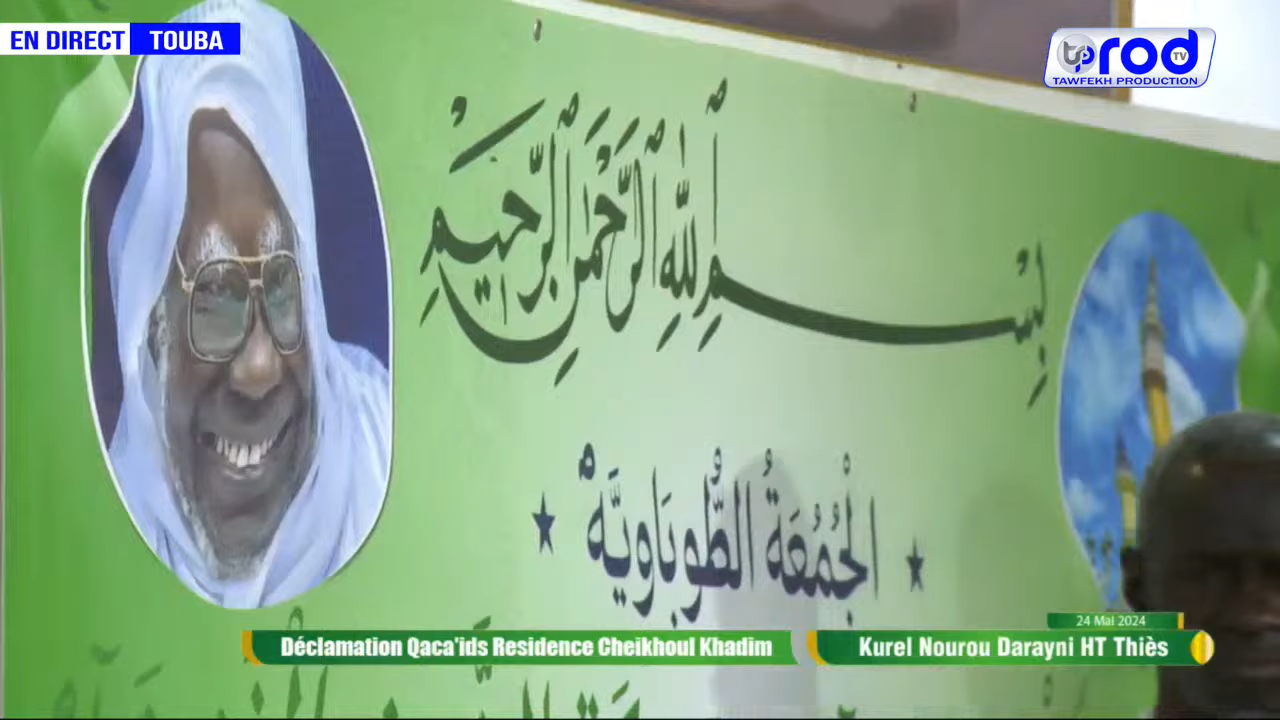 EN DIRECT TOUBA
tp rod TV
TAWFEKH PRODUCTION
بِسْمِ اللَّهِ الرَّحْمَٰنِ الرَّحِيمِ
★ الْجُمُعَةُ الطُّوبَاوِيَّةْ ★
24 Mai 2024
Déclamation Qaca'ids Residence Cheikhoul Khadim
Kurel Nourou Darayni HT Thiès